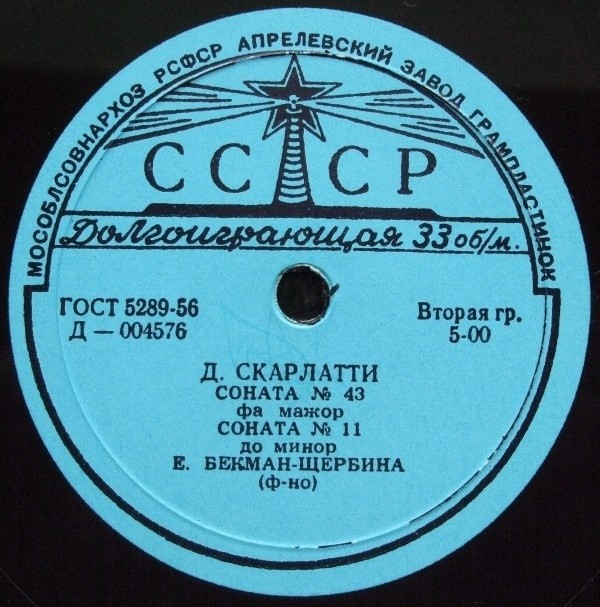 МОСОБЛСОВНАРХОЗ РСФСР АПРЕЛЕВСКИЙ ЗАВОД ГРАМПЛАСТИНОК
СССР
Долгоиграющая 33 об/м.
ГОСТ 5289-56
Д — 004576
Вторая гр.
5-00
Д. СКАРЛАТТИ
СОНАТА № 43
фа мажор
СОНАТА № 11
до минор
Е. БЕКМАН-ЩЕРБИНА
(ф-но)